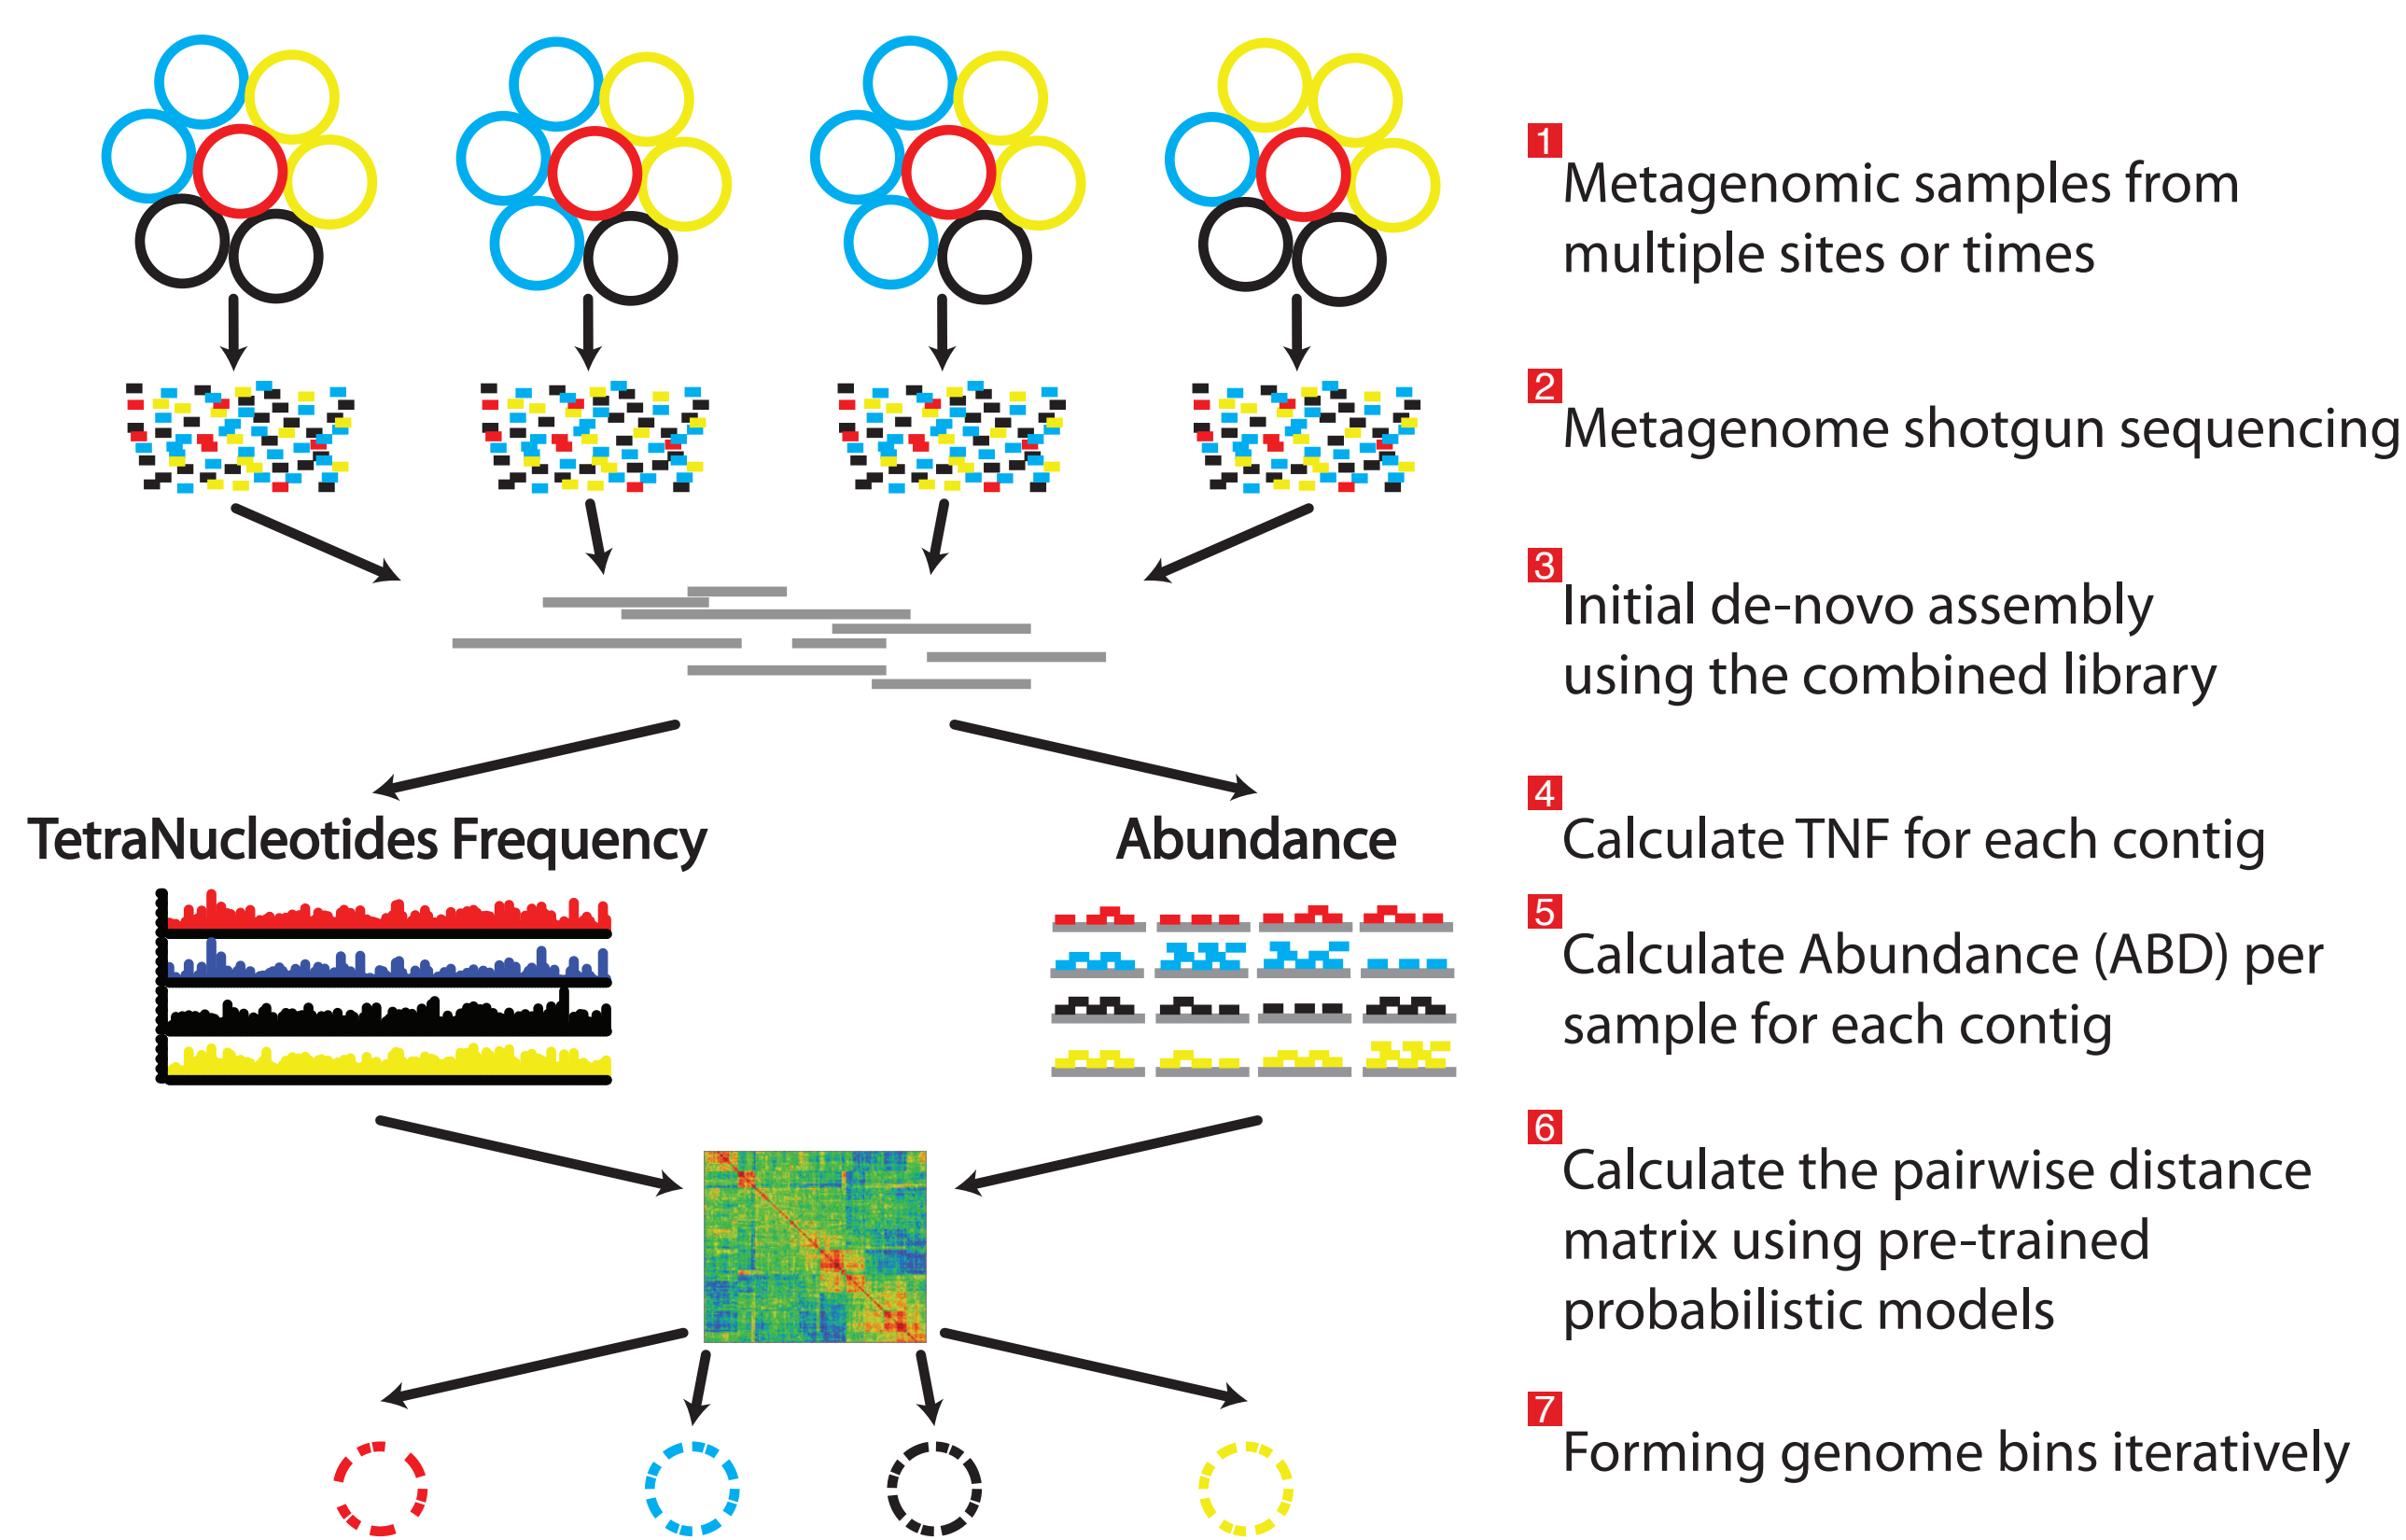 1
Metagenomic samples from
multiple sites or times
2
Metagenome shotgun sequencing
3
Initial de-novo assembly
using the combined library
TetraNucleotides Frequency
Abundance
4
Calculate TNF for each contig
5
Calculate Abundance (ABD) per
sample for each contig
6
Calculate the pairwise distance
matrix using pre-trained
probabilistic models
7
Forming genome bins iteratively